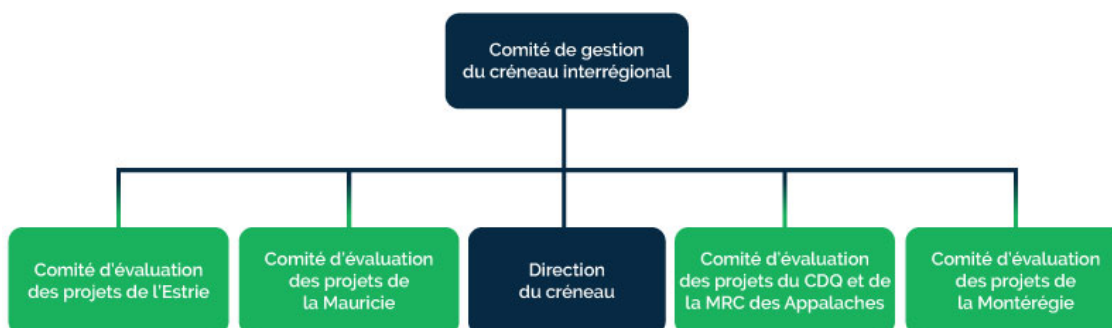 Comité de gestion
du créneau interrégional
Comité d'évaluation
des projets de l'Estrie
Comité d'évaluation
des projets de
la Mauricie
Direction
du créneau
Comité d'évaluation
des projets du CDQ et de
la MRC des Appalaches
Comité d'évaluation
des projets de
la Montérégie